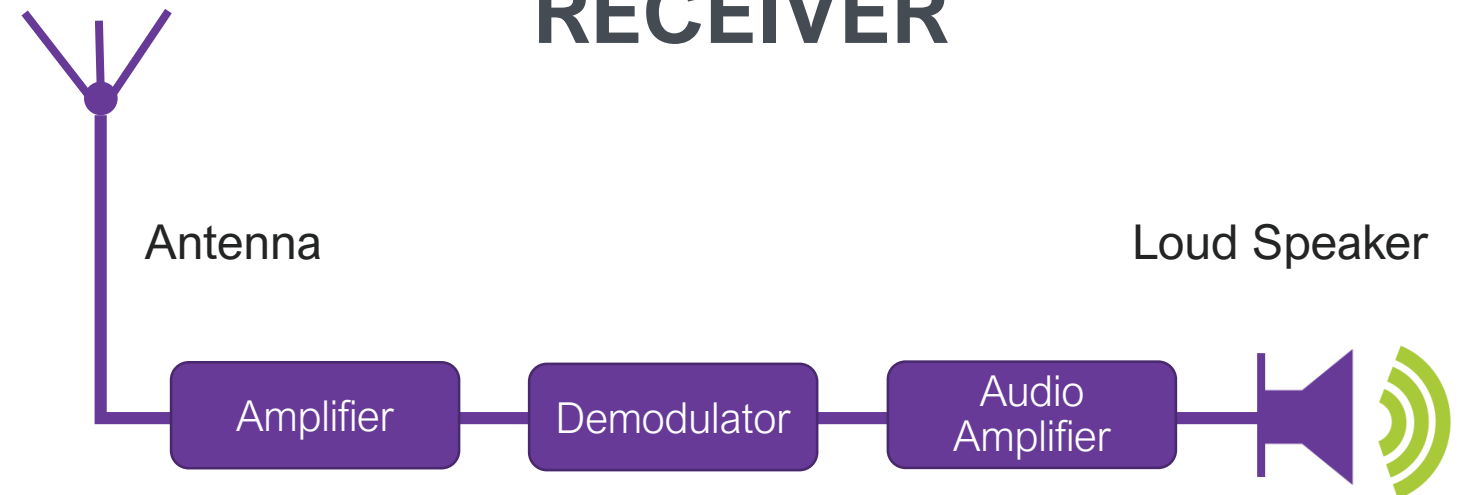 RECEIVER
Antenna
Loud Speaker
Amplifier
Demodulator
Audio
Amplifier